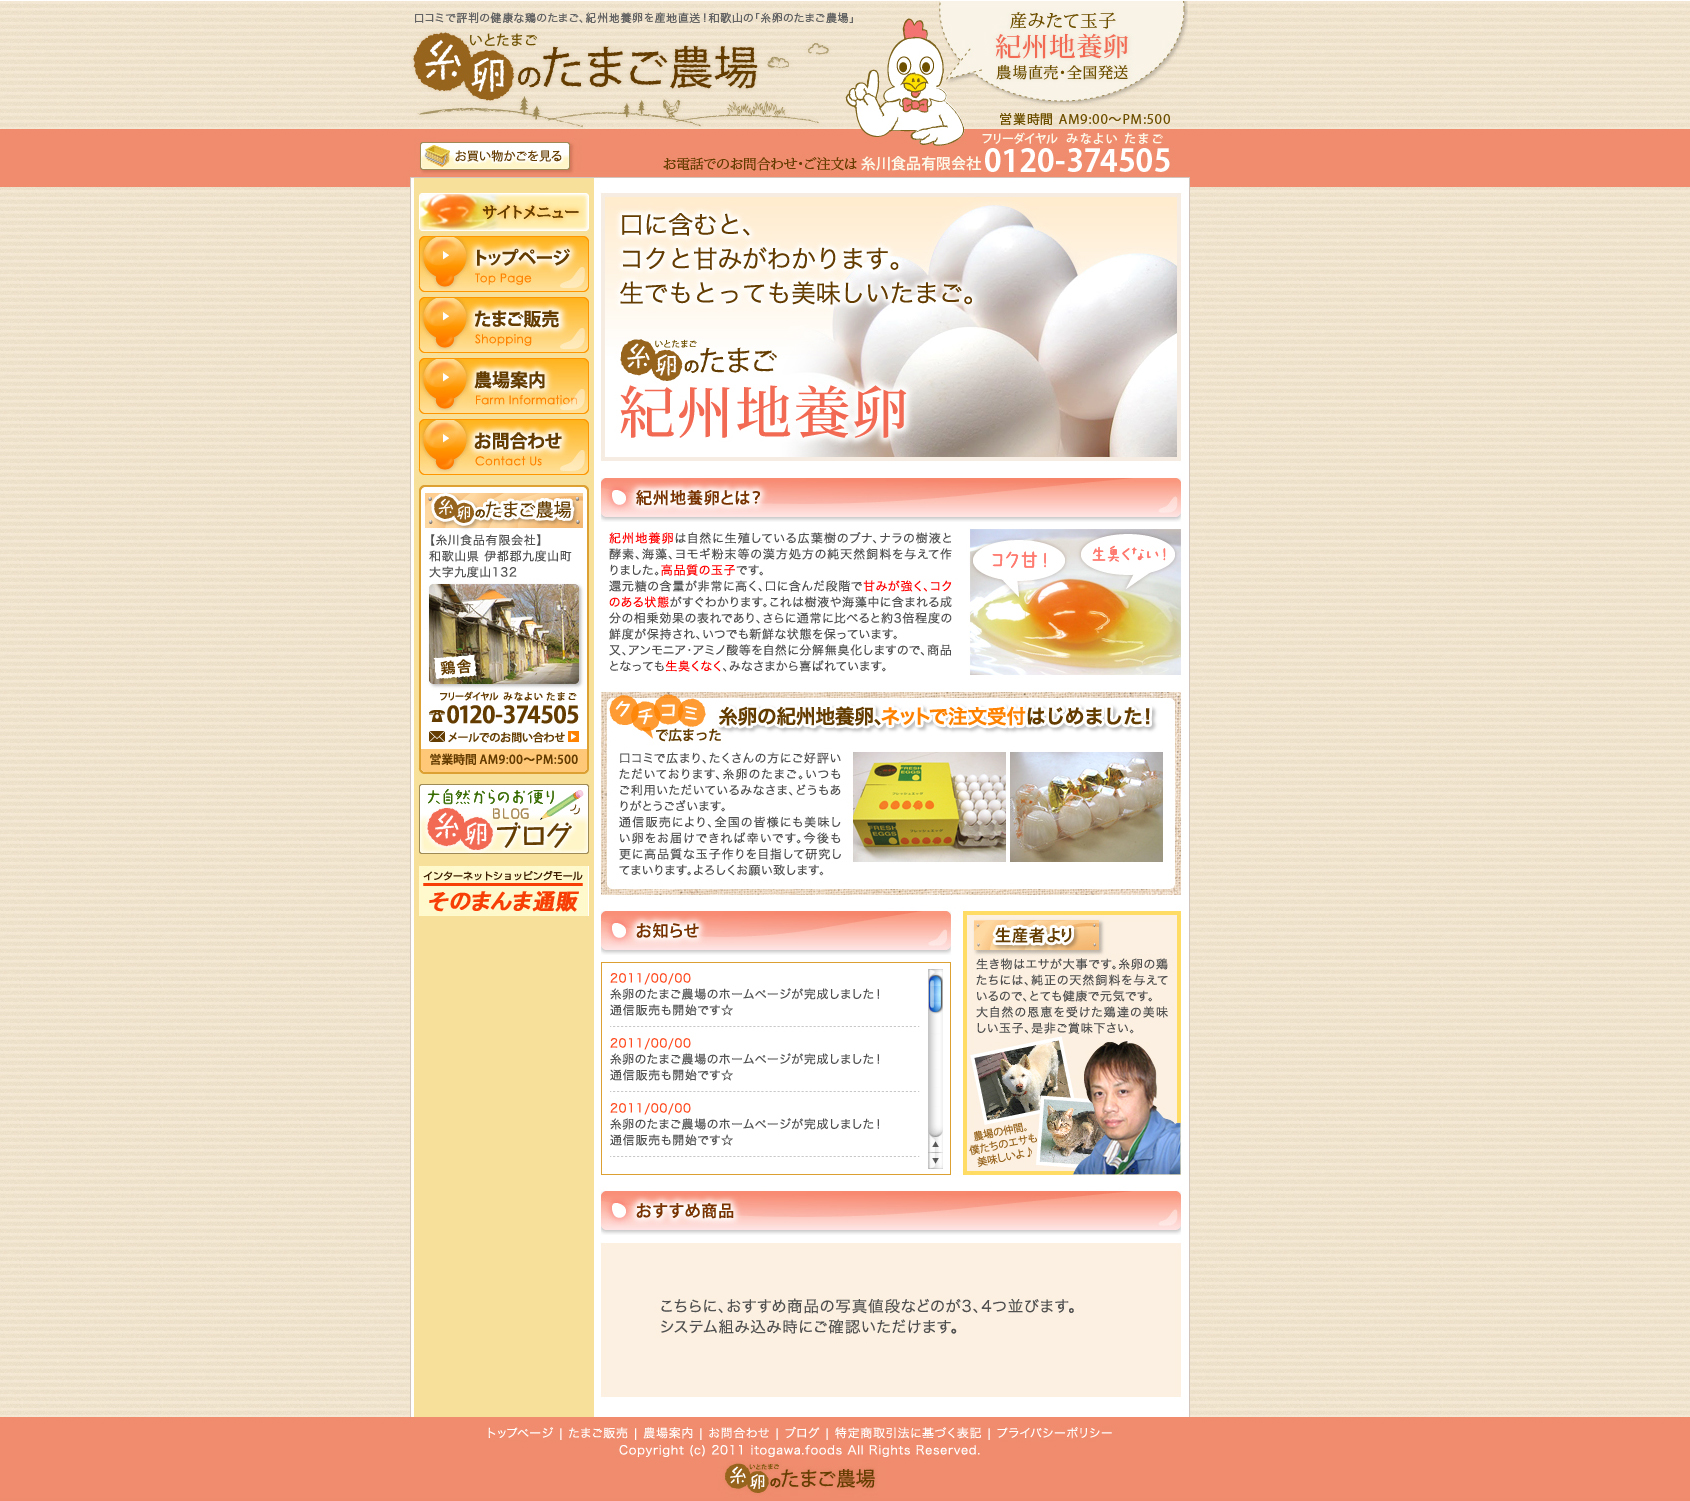 口コミで評判の健康な鶏のたまご、紀州地養卵を産地直送！和歌山の「糸卵のたまご農場」
いとたまご
糸卵のたまご農場
産みたて玉子
紀州地養卵
農場直売・全国発送
営業時間 AM9:00～PM:500
フリーダイヤル みなよい たまご
お買い物かごを見る
お電話でのお問合わせ・ご注文は 糸川食品有限会社 0120-374505
サイトメニュー
トップページ
Top Page
たまご販売
Shopping
農場案内
Farm Information
お問合わせ
Contact Us
糸卵のたまご農場
【糸川食品有限会社】
和歌山県 伊都郡九度山町
大字九度山132
鶏舎
フリーダイヤル みなよい たまご
☎0120-374505
メールでのお問い合わせ
営業時間 AM9:00～PM:500
大自然からのお便り
BLOG
糸卵ブログ
インターネットショッピングモール
そのまんま通販
口に含むと、
コクと甘みがわかります。
生でもとっても美味しいたまご。
いとたまご
糸卵のたまご
紀州地養卵
紀州地養卵とは？
紀州地養卵は自然に生殖している広葉樹のブナ、ナラの樹液と
酵素、海藻、ヨモギ粉末等の漢方処方の純天然飼料を与えて作
りました。高品質の玉子です。
還元糖の含量が非常に高く、口に含んだ段階で甘みが強く、コク
のある状態がすぐわかります。これは樹液や海藻中に含まれる成
分の相乗効果の表れであり、さらに通常に比べると約3倍程度の
鮮度が保持され、いつでも新鮮な状態を保っています。
又、アンモニア・アミノ酸等を自然に分解無臭化しますので、商品
となっても生臭くなく、みなさまから喜ばれています。
コク甘！
生臭くない！
クチコミ
で広まった
糸卵の紀州地養卵、ネットで注文受付はじめました！
口コミで広まり、たくさんの方にご好評い
ただいております、糸卵のたまご。いつも
ご利用いただいているみなさま、どうもあ
りがとうございます。
通信販売により、全国の皆様にも美味し
い卵をお届けできれば幸いです。今後も
更に高品質な玉子作りを目指して研究し
てまいります。よろしくお願い致します。
FRESH EGGS
フレッシュエッグ
FRESH EGGS
フレッシュエッグ
お知らせ
2011/00/00
糸卵のたまご農場のホームページが完成しました！
通信販売も開始です☆
2011/00/00
糸卵のたまご農場のホームページが完成しました！
通信販売も開始です☆
2011/00/00
糸卵のたまご農場のホームページが完成しました！
通信販売も開始です☆
生産者より
生き物はエサが大事です。糸卵の鶏
たちには、純正の天然飼料を与えて
いるので、とても健康で元気です。
大自然の恩恵を受けた鶏達の美味
しい玉子、是非ご賞味下さい。
農場の仲間。
僕たちのエサも
美味しいよ♪
おすすめ商品
こちらに、おすすめ商品の写真値段などのが3、4つ並びます。
システム組み込み時にご確認いただけます。
トップページ | たまご販売 | 農場案内 | お問合わせ | ブログ | 特定商取引法に基づく表記 | プライバシーポリシー
Copyright (c) 2011 itogawa.foods All Rights Reserved.
いとたまご
糸卵のたまご農場